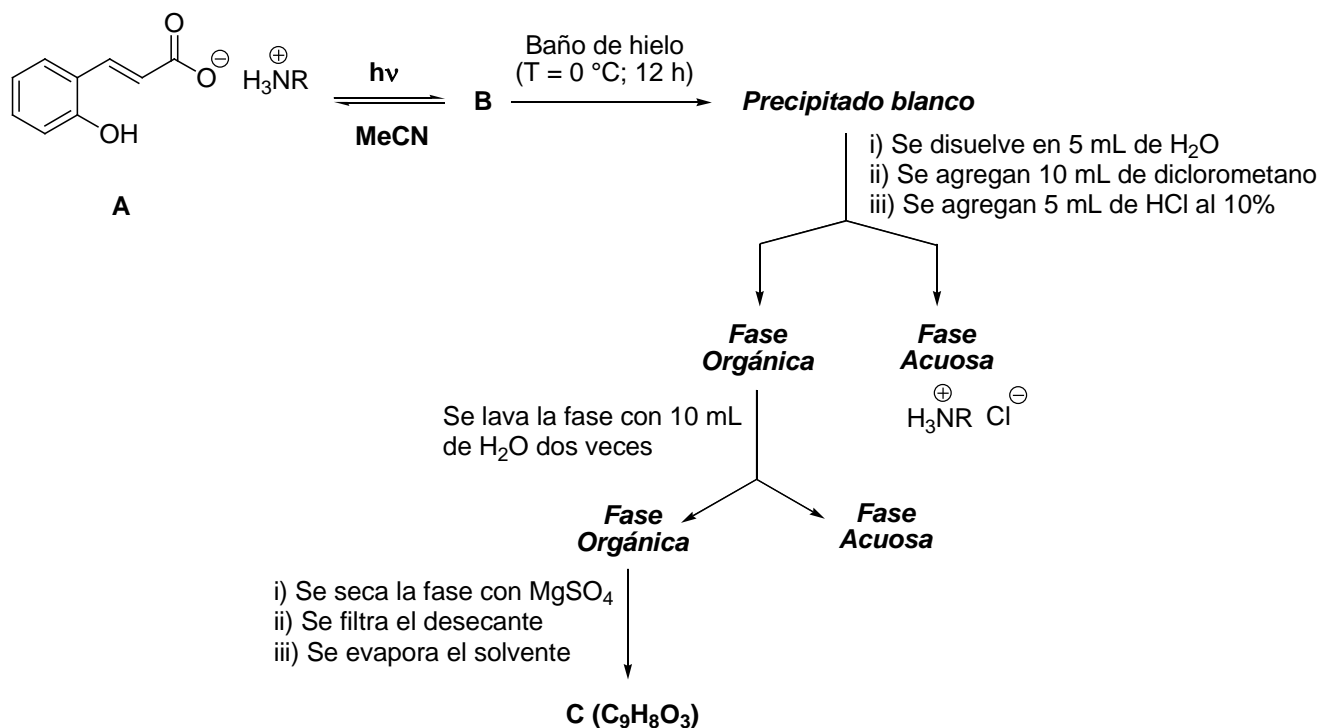 O
O
⊖
H3NR
⊕
OH
A
hν
MeCN
B
Baño de hielo
(T = 0 °C; 12 h)
Precipitado blanco
i) Se disuelve en 5 mL de H2O
ii) Se agregan 10 mL de diclorometano
iii) Se agregan 5 mL de HCl al 10%
Fase
Orgánica
Fase
Acuosa
⊕
⊖
H3NR Cl
Se lava la fase con 10 mL
de H2O dos veces
Fase
Orgánica
Fase
Acuosa
i) Se seca la fase con MgSO4
ii) Se filtra el desecante
iii) Se evapora el solvente
C (C9H8O3)